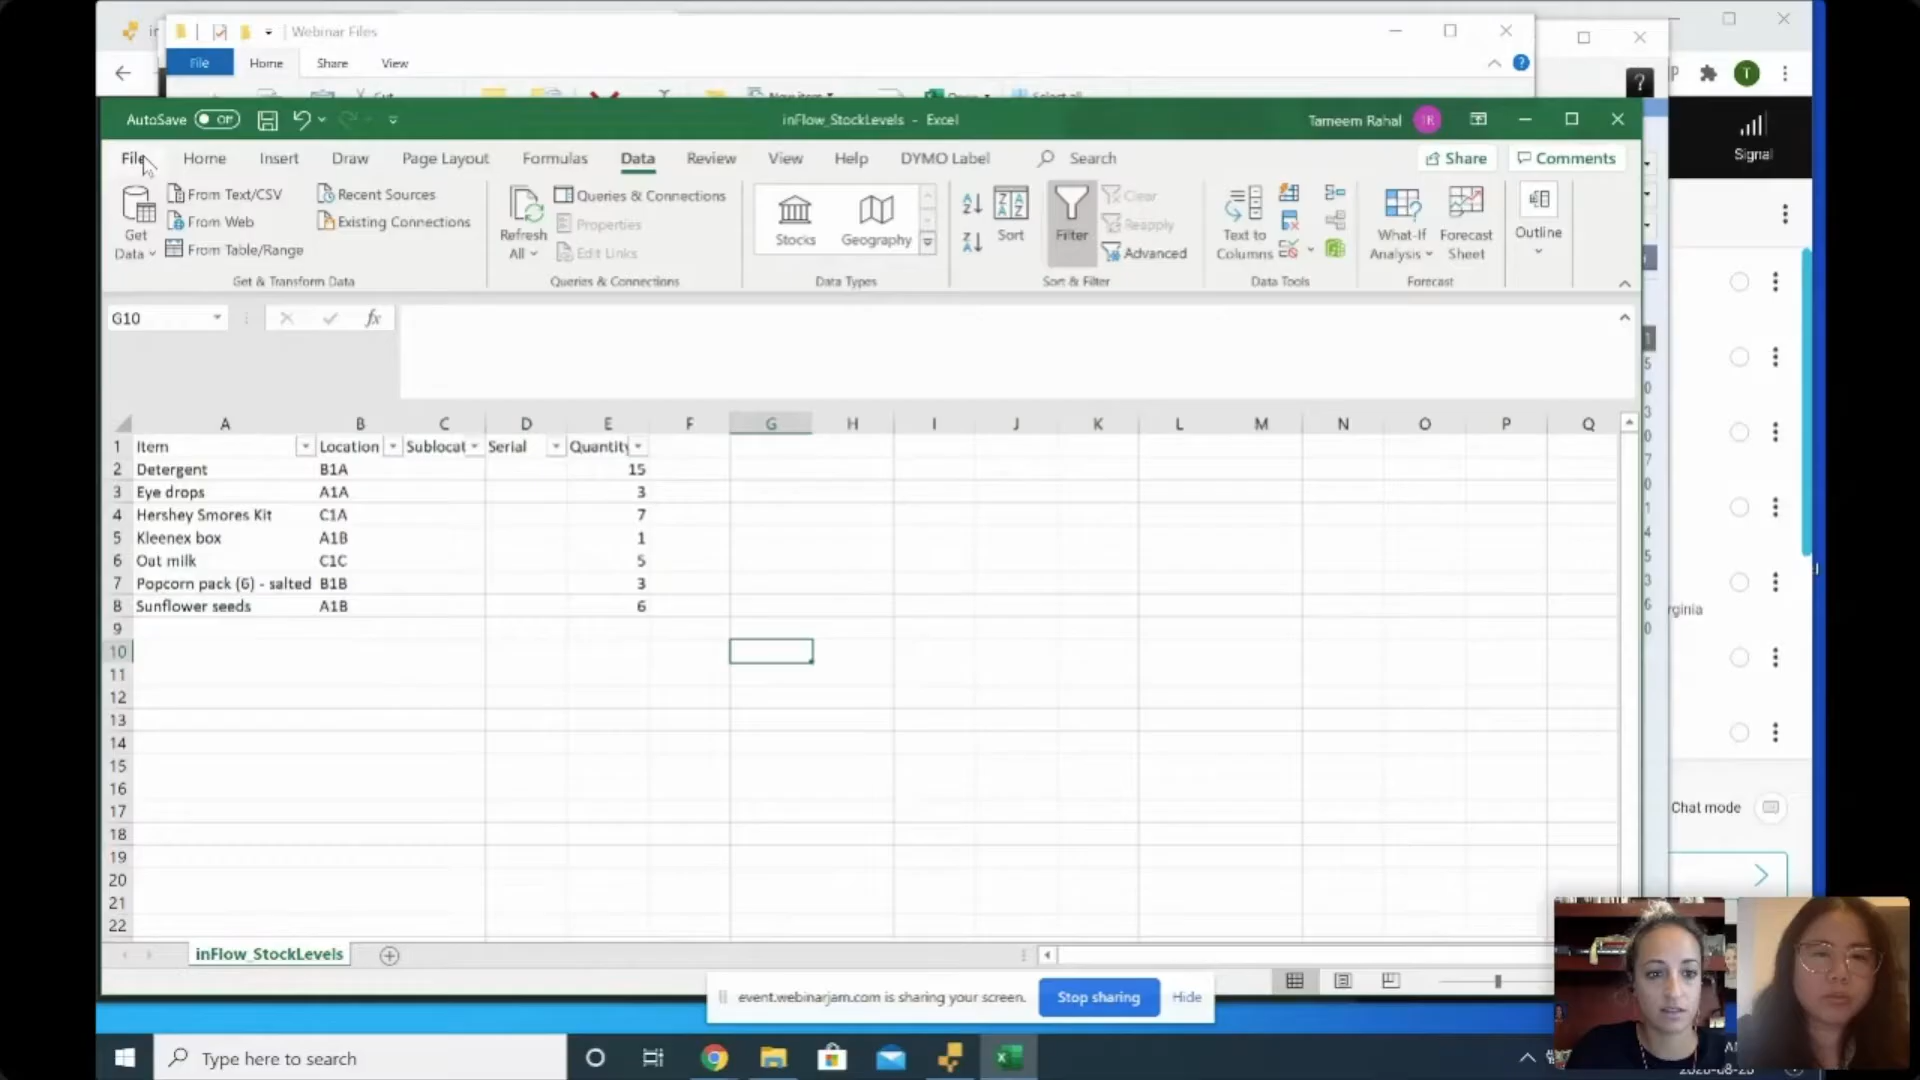 Webinar Files
File Home Share View
Select all
AutoSave Off
inFlow_StockLevels - Excel
Tameem Rahal TR
File Home Insert Draw Page Layout Formulas Data Review View Help DYMO Label Search
Share Comments
Signal
T
Get Data
From Text/CSV
From Web
From Table/Range
Recent Sources
Existing Connections
Get & Transform Data
Refresh All
Queries & Connections
Properties
Edit Links
Queries & Connections
Stocks Geography
Data Types
Sort
Filter
Clear
Reapply
Advanced
Sort & Filter
Text to Columns
Data Tools
What-If Analysis
Forecast Sheet
Forecast
Outline
G10
fx
A B C D E F G H I J K L M N O P Q
1 Item Location Sublocat Serial Quantity
2 Detergent B1A 15
3 Eye drops A1A 3
4 Hershey Smores Kit C1A 7
5 Kleenex box A1B 1
6 Oat milk C1C 5
7 Popcorn pack (6) - salted B1B 3
8 Sunflower seeds A1B 6
9
10
11
12
13
14
15
16
17
18
19
20
21
22
rginia
Chat mode
inFlow_StockLevels
event.webinarjam.com is sharing your screen. Stop sharing Hide
Type here to search